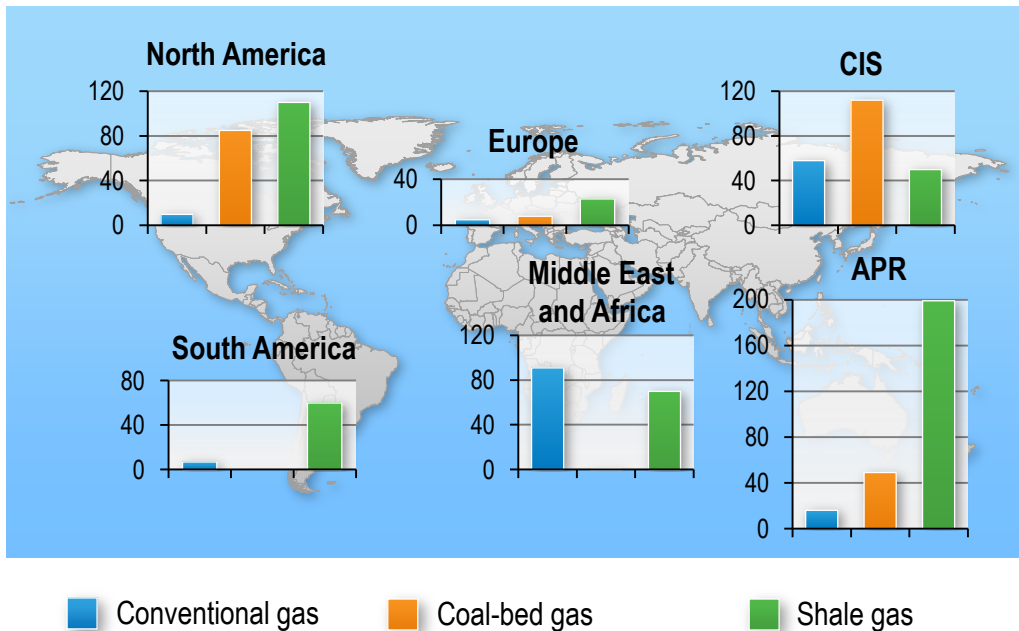 North America
120
80
40
0
Europe
40
0
CIS
120
80
40
0
South America
80
40
0
Middle East
and Africa
120
80
40
0
APR
200
160
120
80
40
0
Conventional gas
Coal-bed gas
Shale gas